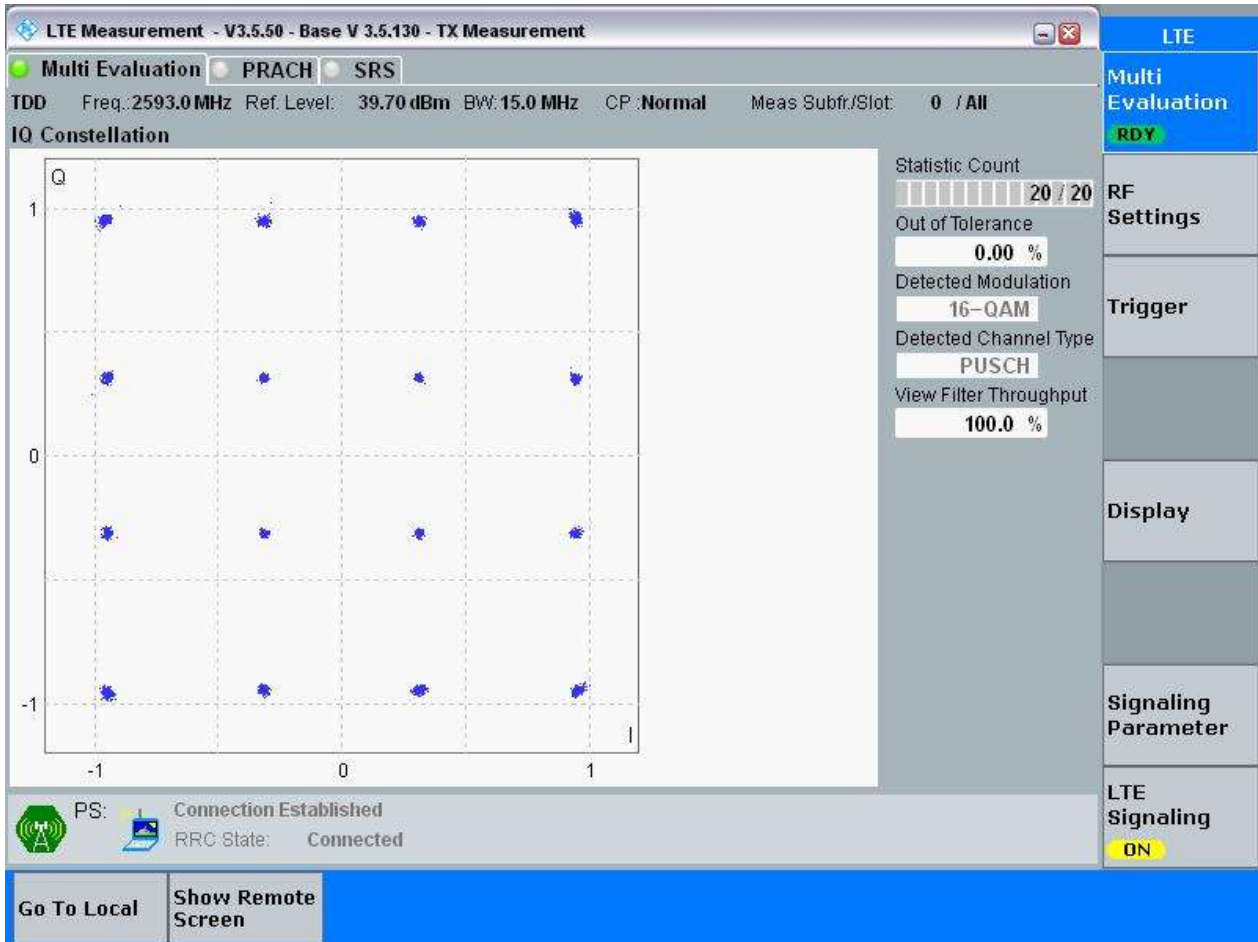 LTE Measurement - V3.5.50 - Base V 3.5.130 - TX Measurement
LTE
Multi Evaluation PRACH SRS
TDD Freq.:2593.0 MHz Ref. Level: 39.70 dBm BW:15.0 MHz CP :Normal Meas Subfr./Slot: 0 / All
IQ Constellation
Q
1
0
-1
-1 0 1
I
Statistic Count
20 / 20
Out of Tolerance
0.00 %
Detected Modulation
16-QAM
Detected Channel Type
PUSCH
View Filter Throughput
100.0 %
Multi
Evaluation
RDY
RF
Settings
Trigger
Display
Signaling
Parameter
LTE
Signaling
ON
PS: Connection Established
RRC State: Connected
Go To Local
Show Remote
Screen